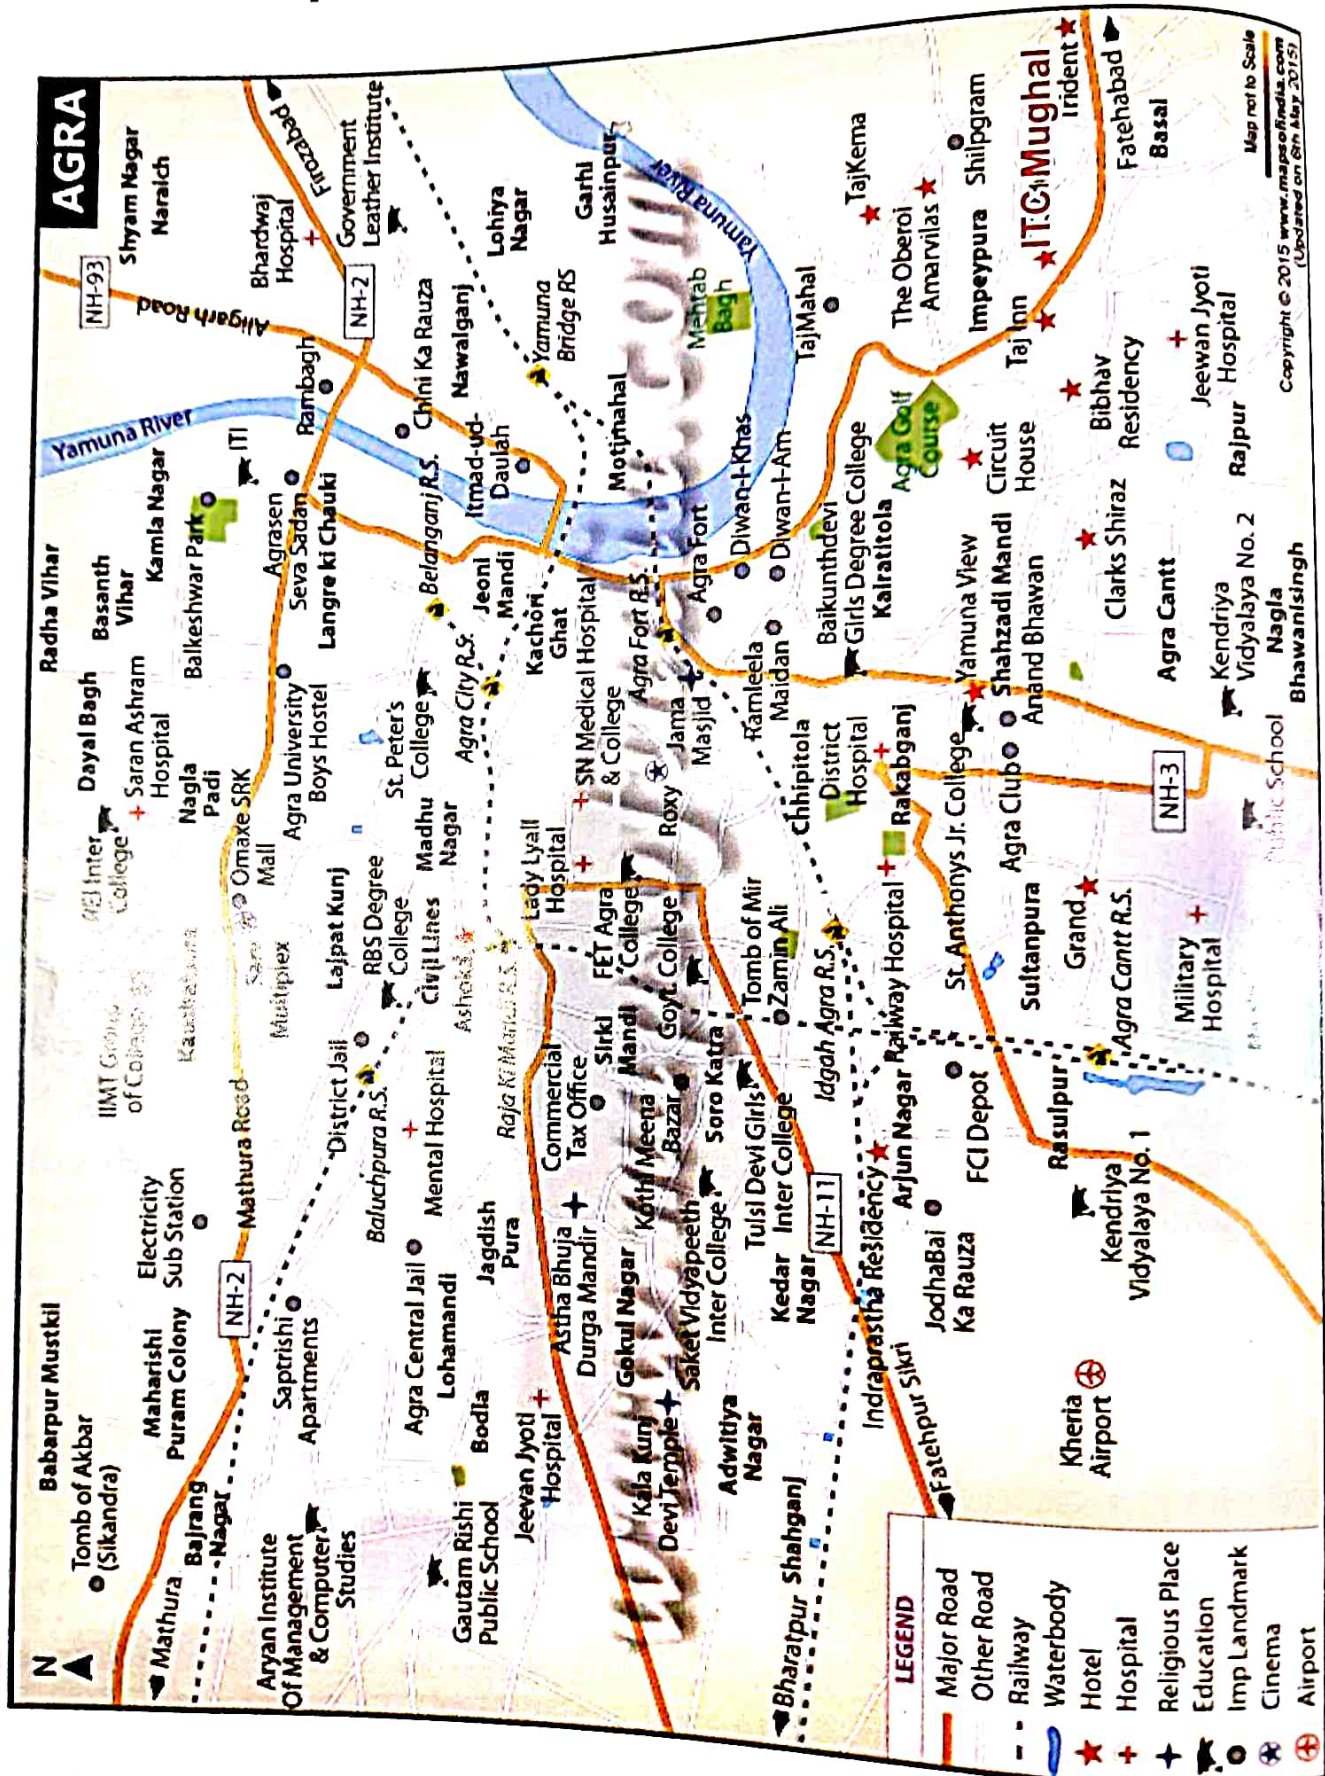 AGRA
N
Babarpur Mustkil
Radha Vihar
Shyam Nagar
Naraich
NH-93
Tomb of Akbar
(Sikandra)
Maharishi
Puram Colony
Electricity
Sub Station
IIMT
of College
Inter
College
Dayal Bagh
Saran Ashram
Hospital
Basanth
Vihar
Kamla Nagar
Yamuna River
Aligarh Road
Bhardwaj
Hospital
Firozabad
Mathura
Bajrang
Nagar
NH-2
Mathura Road
Multiplex
Omaxe SRK
Mall
Nagla
Padi
Balkeshwar Park
ITI
Rambagh
NH-2
Government
Leather Institute
Agrasen
Seva Sadan
Langre ki Chauki
Agra University
Boys Hostel
Lajpat Kunj
District Jail
Saptrishi
Apartments
Aryan Institute
Of Management
& Computer
Studies
Baluchpura R.S.
RBS Degree
College
St. Peter's
College
Belanganj R.S.
Chini Ka Rauza
Nawalganj
Lohiya
Nagar
Agra Central Jail
Lohamandi
Mental Hospital
Civil Lines
Madhu
Nagar
Agra City R.S.
Jeoni
Mandi
Itmad-ud-
Daulah
Yamuna
Bridge RS
Garhi
Husainpur
Gautam Rishi
Public School
Bodla
Jagdish
Pura
Raja Ki Mandi R.S.
Lady Lyall
Hospital
Kachori
Ghat
Motimahal
Yamuna River
Yamuna River
Jeevan Jyoti
Hospital
Astha Bhuja
Durga Mandir
Commercial
Tax Office
Sirki
Mandi
FET Agra
College
SN Medical Hospital
& College
Agra Fort R.S.
Mehtab
Bagh
Gokul Nagar
Kothi Meena
Bazar
Govt. College
Roxy
Jama
Masjid
Agra Fort
Kala Kunj
Devi Temple
Saket Vidyapeeth
Inter College
Soro Katra
Tomb of Mir
Zamin Ali
Ramleela
Maidan
Diwan-I-Khas
Diwan-I-Am
TajMahal
TajKema
Adwitiya
Nagar
Tulsi Devi Girls
Inter College
Kedar
Nagar
NH-11
Idgah Agra R.S.
Chhipitola
District
Hospital
Baikunthdevi
Girls Degree College
Kairatitola
Agra Golf
Course
The Oberoi
Amarvilas
Impeypura
Shilpgram
Bharatpur
Shahganj
Indraprastha Residency
Arjun Nagar
Railway Hospital
Rakabganj
St. Anthonys Jr. College
Yamuna View
Shahzadi Mandi
Circuit
House
Taj Inn
ITC Mughal
Irident
Fatehpur Sikri
JodhaBai
Ka Rauza
FCI Depot
Sultanpura
Agra Club
Anand Bhawan
Clarks Shiraz
Bibhav
Residency
Fatehabad
Basal
Kheria
Airport
Kendriya
Vidyalaya No. 1
Rasulpur
Agra Cantt R.S.
Grand
NH-3
Agra Cantt
Rajpur
Jeewan Jyoti
Hospital
Military
Hospital
Public School
Kendriya
Vidyalaya No. 2
Nagla
Bhawanisingh
LEGEND
Major Road
Other Road
Railway
Waterbody
Hotel
Hospital
Religious Place
Education
Imp Landmark
Cinema
Airport
Map not to Scale
Copyright © 2015 www.mapsofindia.com
(Updated on 6th May 2015)